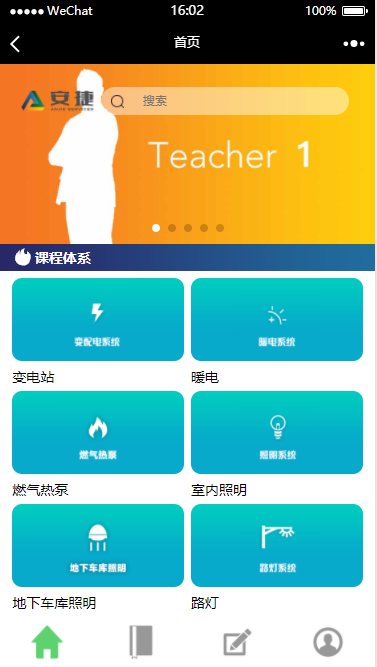 WeChat
16:02
100%
首页
安捷
搜索
Teacher 1
课程体系
变配电系统
暖电系统
变电站
暖电
燃气热泵
照明系统
燃气热泵
室内照明
地下车库照明
路灯系统
地下车库照明
路灯